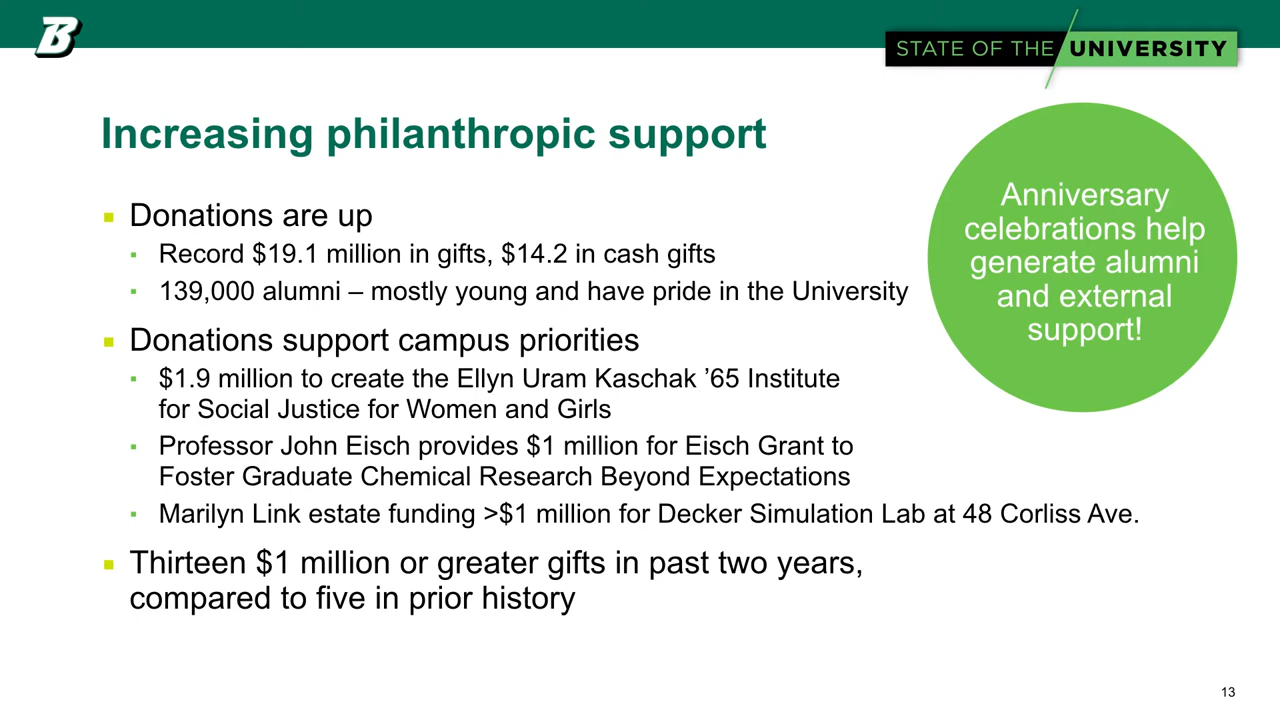 B
STATE OF THE UNIVERSITY
Increasing philanthropic support
Donations are up
Record $19.1 million in gifts, $14.2 in cash gifts
139,000 alumni – mostly young and have pride in the University
Donations support campus priorities
$1.9 million to create the Ellyn Uram Kaschak ’65 Institute
for Social Justice for Women and Girls
Professor John Eisch provides $1 million for Eisch Grant to
Foster Graduate Chemical Research Beyond Expectations
Marilyn Link estate funding >$1 million for Decker Simulation Lab at 48 Corliss Ave.
Thirteen $1 million or greater gifts in past two years,
compared to five in prior history
Anniversary
celebrations help
generate alumni
and external
support!
13